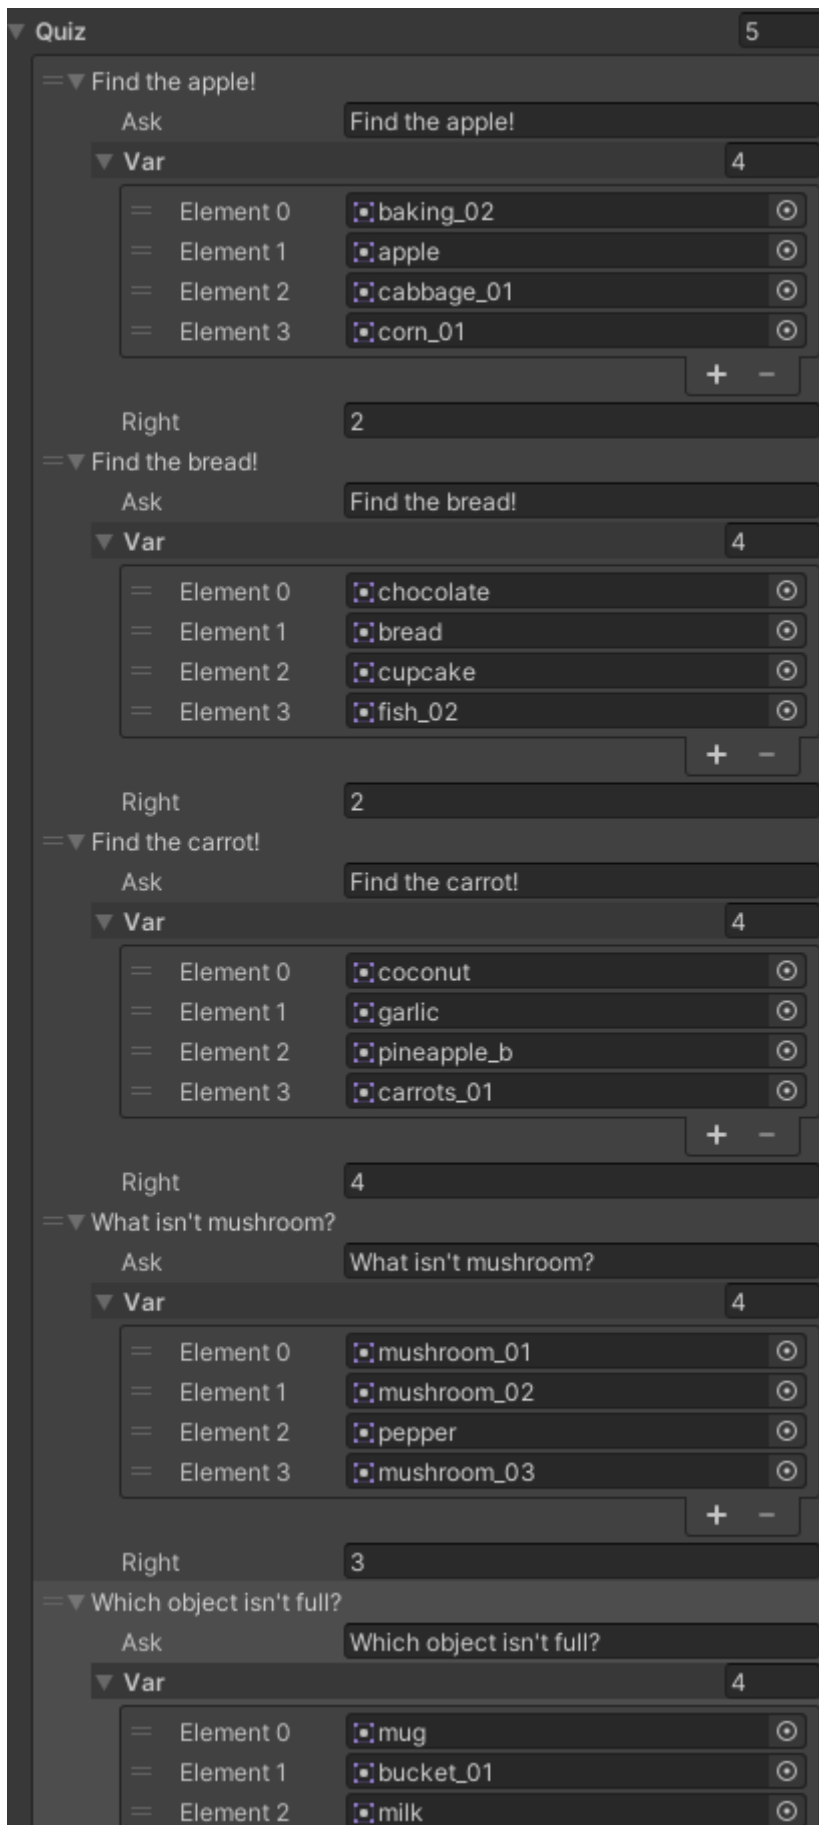 Quiz 5
Find the apple!
Ask Find the apple!
Var 4
Element 0 baking_02
Element 1 apple
Element 2 cabbage_01
Element 3 corn_01
+ −
Right 2
Find the bread!
Ask Find the bread!
Var 4
Element 0 chocolate
Element 1 bread
Element 2 cupcake
Element 3 fish_02
+ −
Right 2
Find the carrot!
Ask Find the carrot!
Var 4
Element 0 coconut
Element 1 garlic
Element 2 pineapple_b
Element 3 carrots_01
+ −
Right 4
What isn't mushroom?
Ask What isn't mushroom?
Var 4
Element 0 mushroom_01
Element 1 mushroom_02
Element 2 pepper
Element 3 mushroom_03
+ −
Right 3
Which object isn't full?
Ask Which object isn't full?
Var 4
Element 0 mug
Element 1 bucket_01
Element 2 milk